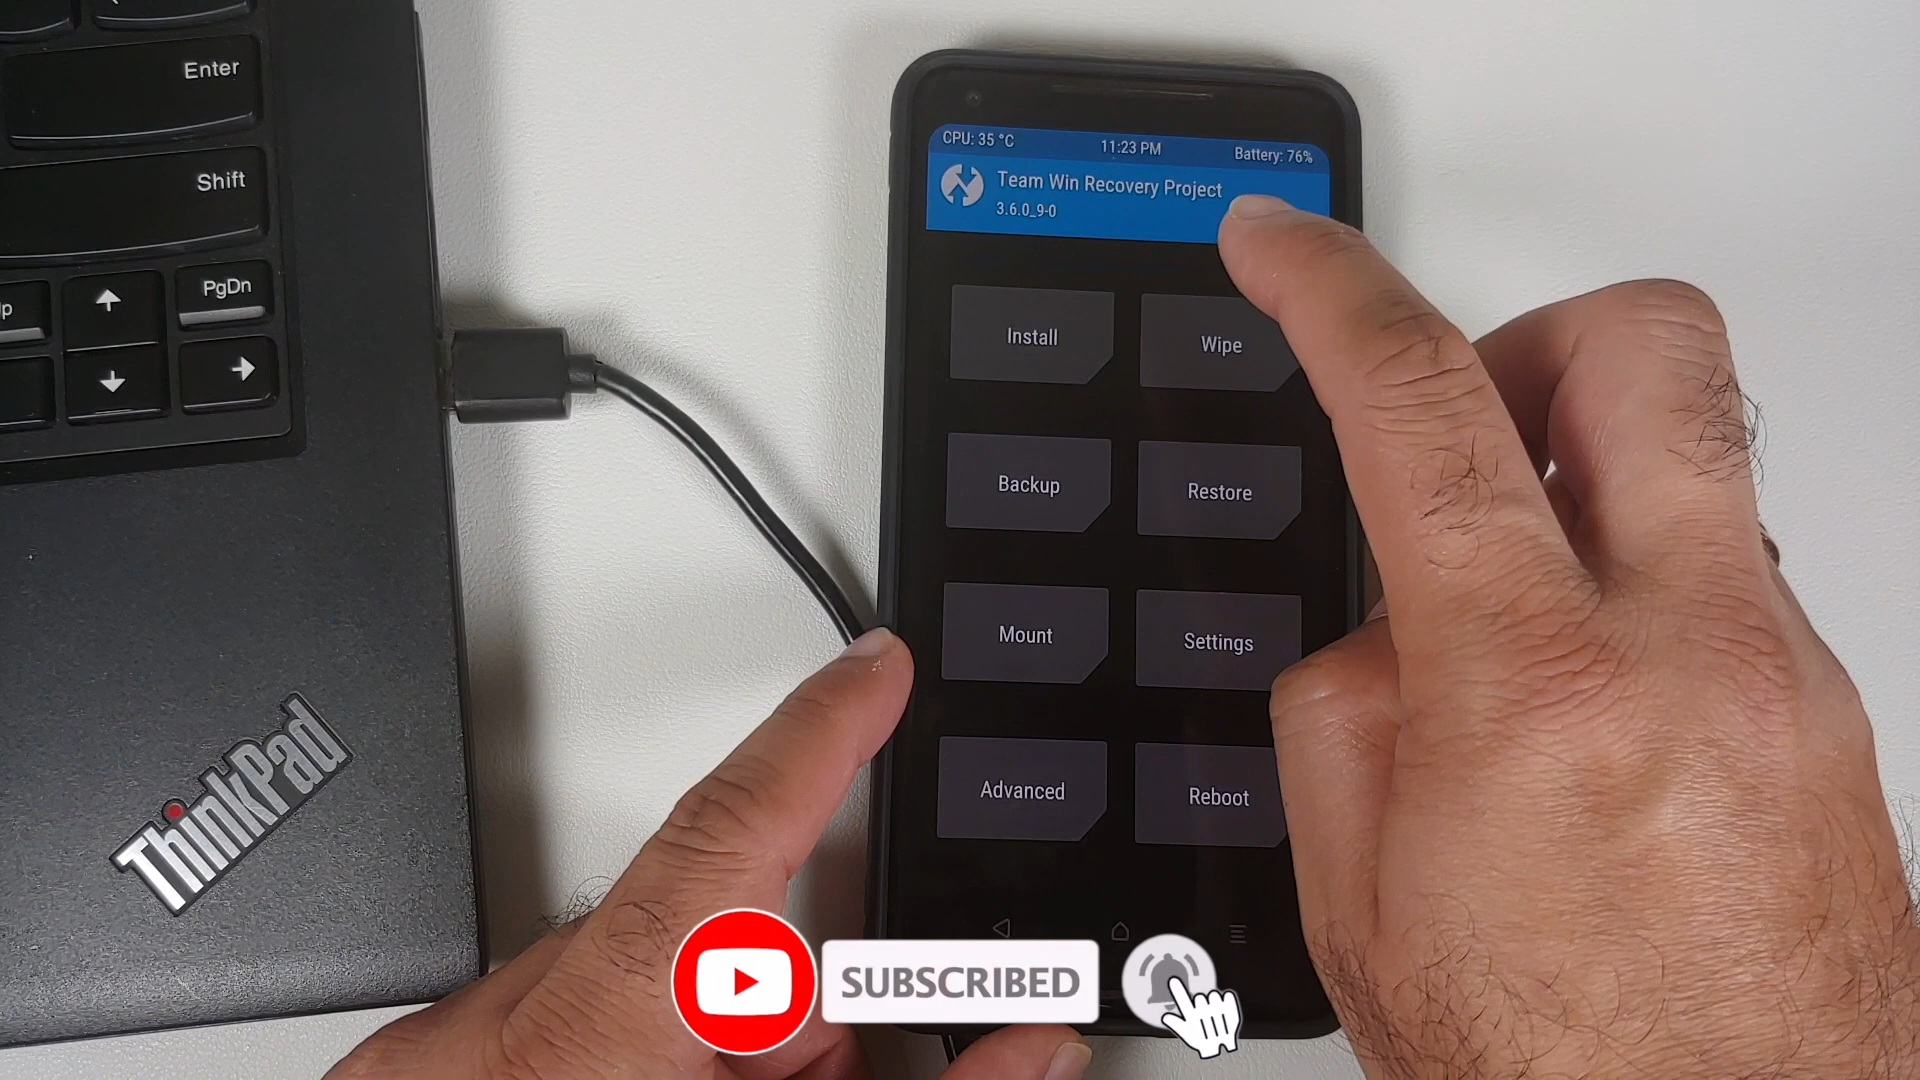 Enter
Shift
PgDn
ThinkPad
CPU: 35 °C
11:23 PM
Battery: 76%
Team Win Recovery Project
3.6.0_9-0
Install
Wipe
Backup
Restore
Mount
Settings
Advanced
Reboot
SUBSCRIBED